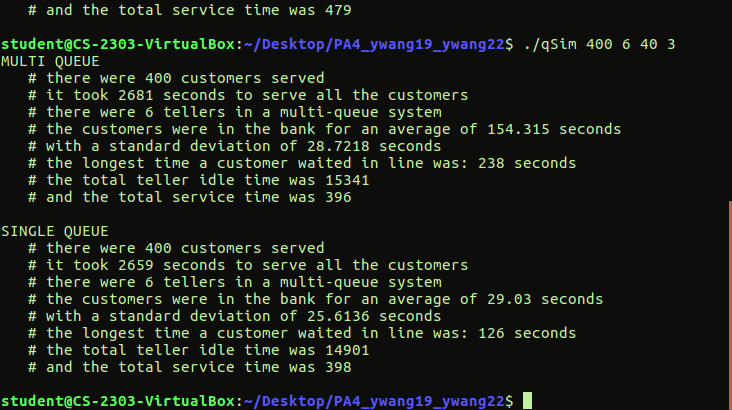 # and the total service time was 479
student@CS-2303-VirtualBox:~/Desktop/PA4_ywang19_ywang22$ ./qSim 400 6 40 3
MULTI QUEUE
# there were 400 customers served
# it took 2681 seconds to serve all the customers
# there were 6 tellers in a multi-queue system
# the customers were in the bank for an average of 154.315 seconds
# with a standard deviation of 28.7218 seconds
# the longest time a customer waited in line was: 238 seconds
# the total teller idle time was 15341
# and the total service time was 396
SINGLE QUEUE
# there were 400 customers served
# it took 2659 seconds to serve all the customers
# there were 6 tellers in a multi-queue system
# the customers were in the bank for an average of 29.03 seconds
# with a standard deviation of 25.6136 seconds
# the longest time a customer waited in line was: 126 seconds
# the total teller idle time was 14901
# and the total service time was 398
student@CS-2303-VirtualBox:~/Desktop/PA4_ywang19_ywang22$